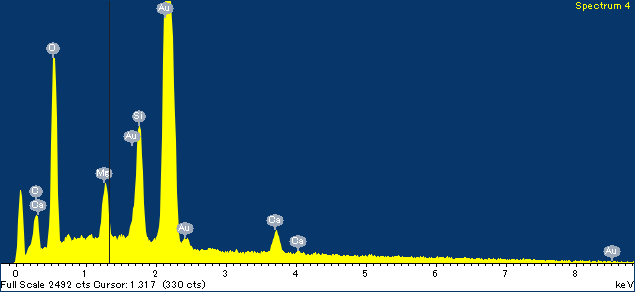 Spectrum 4
Au
O
Si
Au
Mg
C
Ca
Au
Ca
Ca
Au
0 1 2 3 4 5 6 7 8
Full Scale 2492 cts Cursor: 1.317 (330 cts) keV